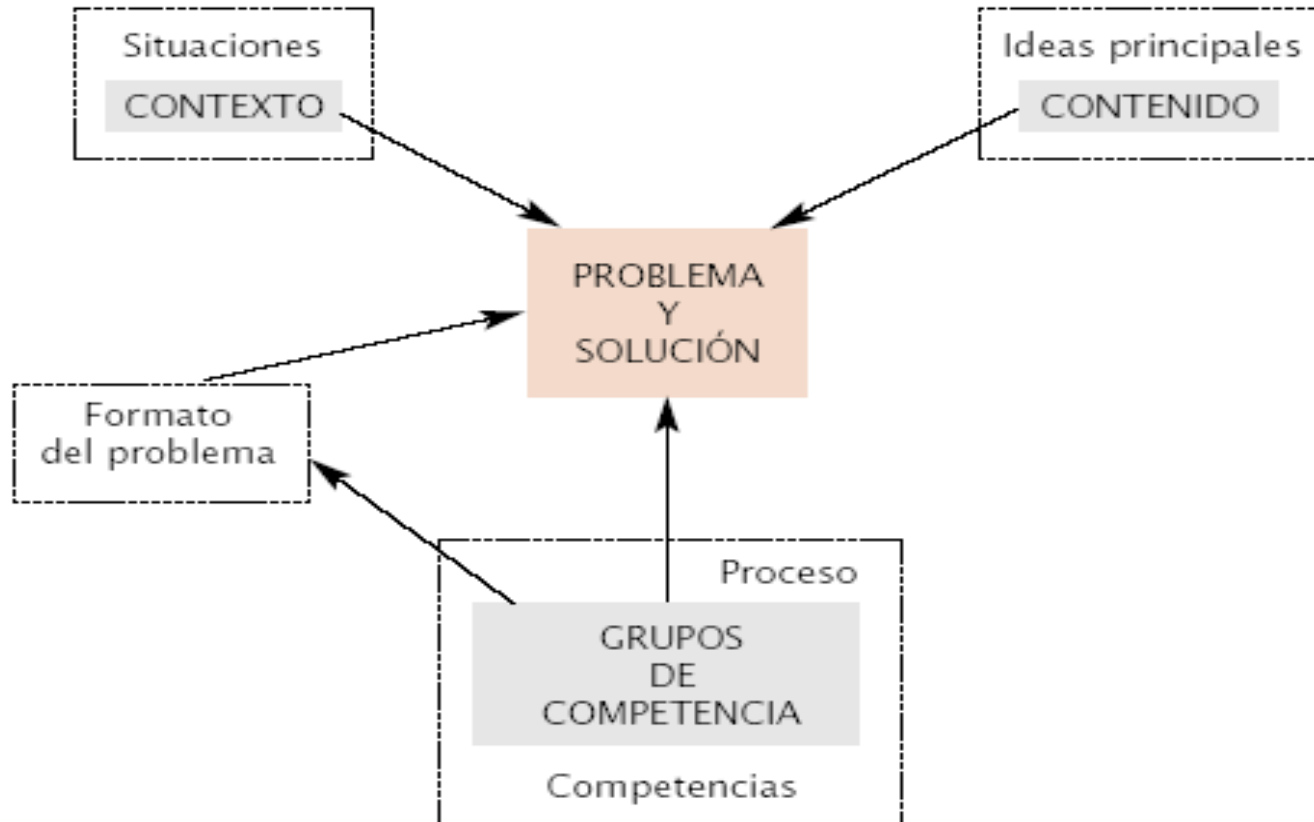 Situaciones
CONTEXTO
Ideas principales
CONTENIDO
PROBLEMA
Y
SOLUCIÓN
Formato
del problema
Proceso
GRUPOS
DE
COMPETENCIA
Competencias